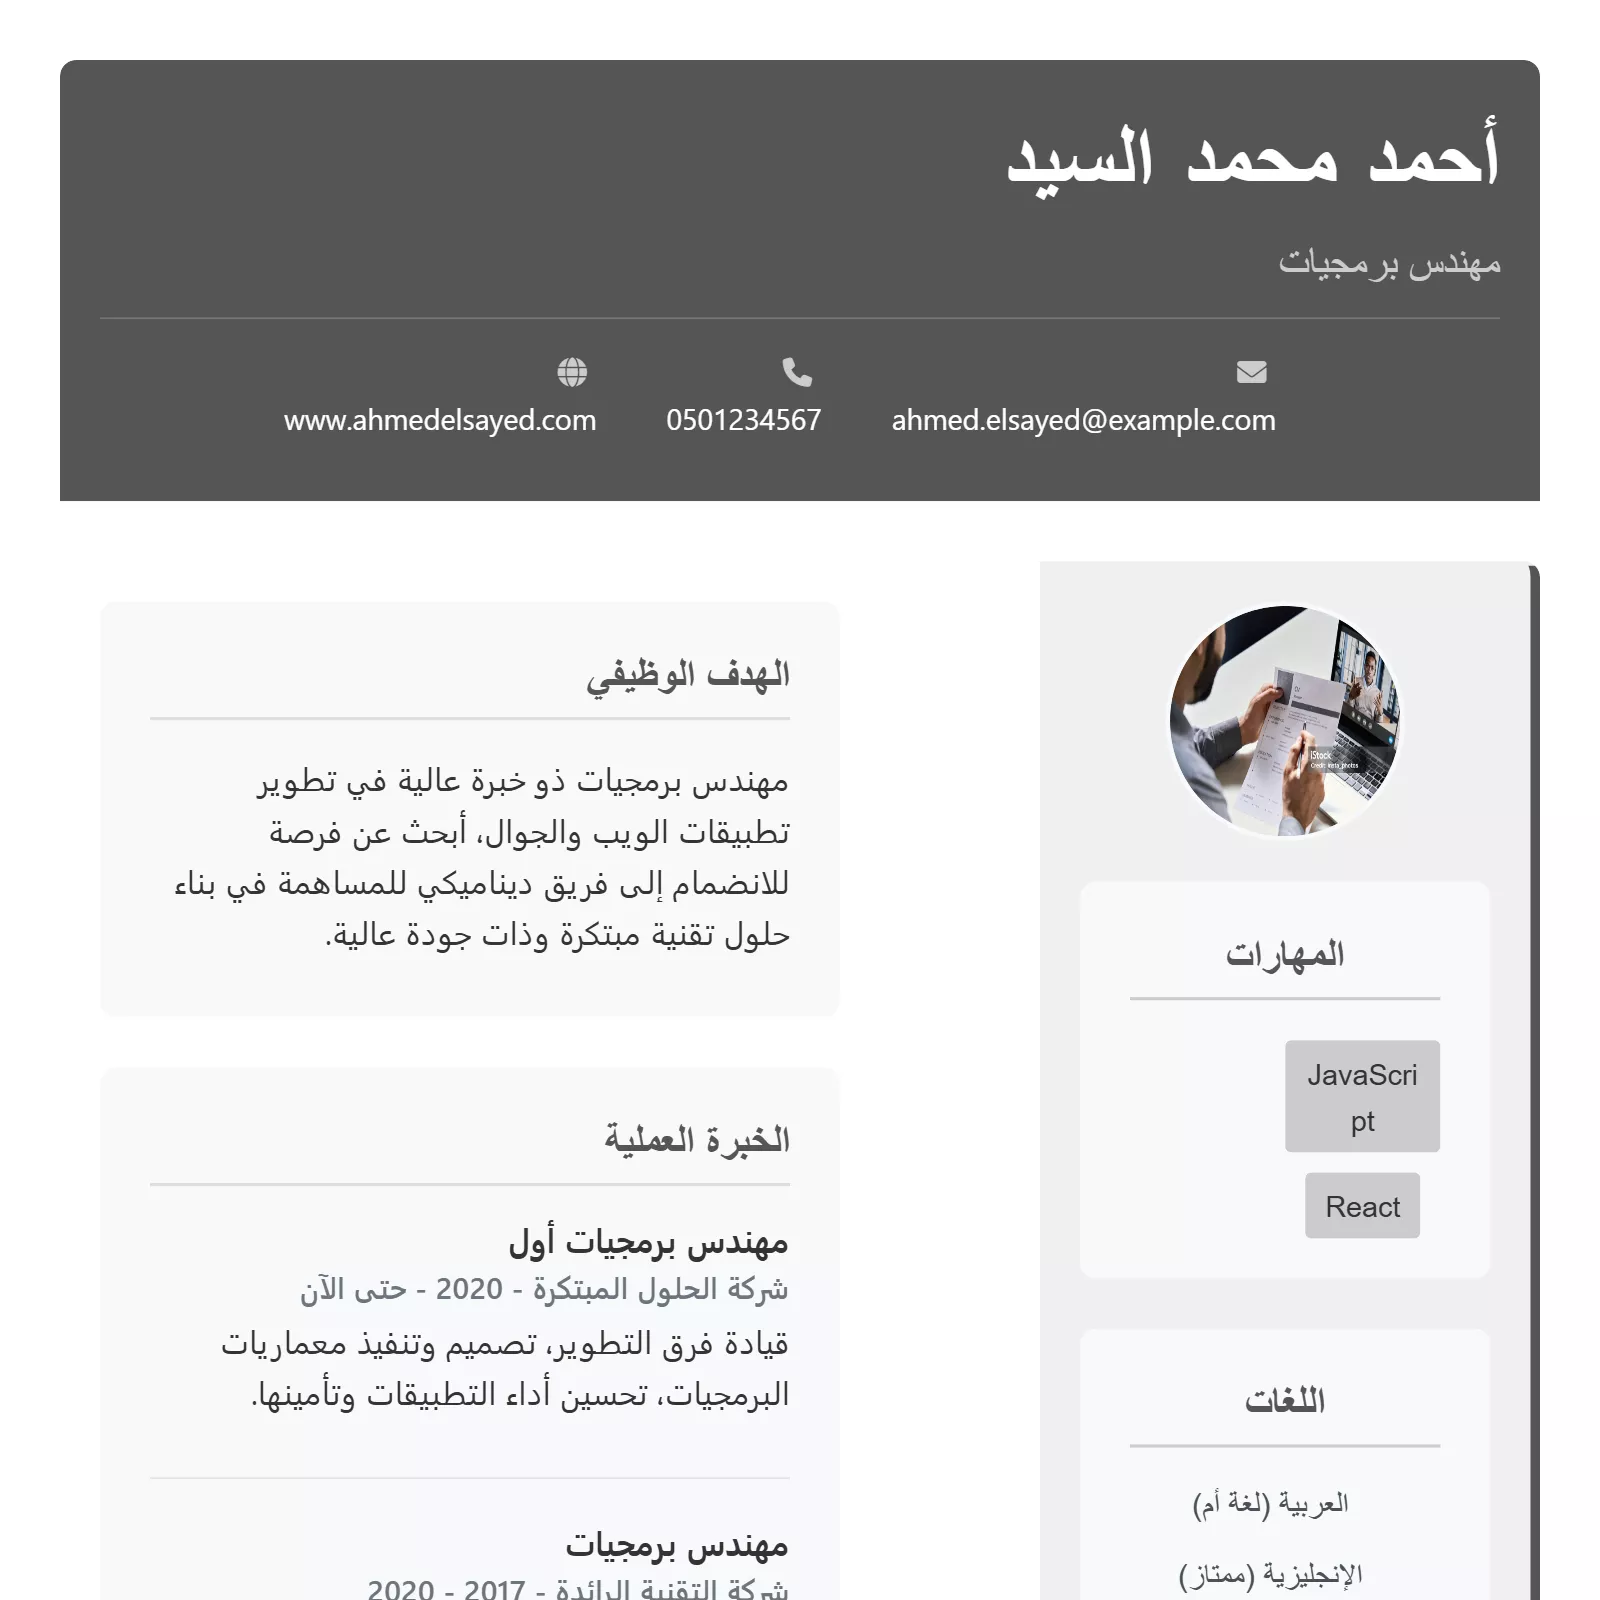 أحمد محمد السيد
مهندس برمجيات
ahmed.elsayed@example.com
0501234567
www.ahmedelsayed.com
iStock
المهارات
JavaScri
pt
React
اللغات
العربية (لغة أم)
الإنجليزية (ممتاز)
الهدف الوظيفي
مهندس برمجيات ذو خبرة عالية في تطوير
تطبيقات الويب والجوال، أبحث عن فرصة
للانضمام إلى فريق ديناميكي للمساهمة في بناء
حلول تقنية مبتكرة وذات جودة عالية.
الخبرة العملية
مهندس برمجيات أول
شركة الحلول المبتكرة - 2020 - حتى الآن
قيادة فرق التطوير، تصميم وتنفيذ معماريات
البرمجيات، تحسين أداء التطبيقات وتأمينها.
مهندس برمجيات
شركة التقنية الرائدة - 2017 - 2020